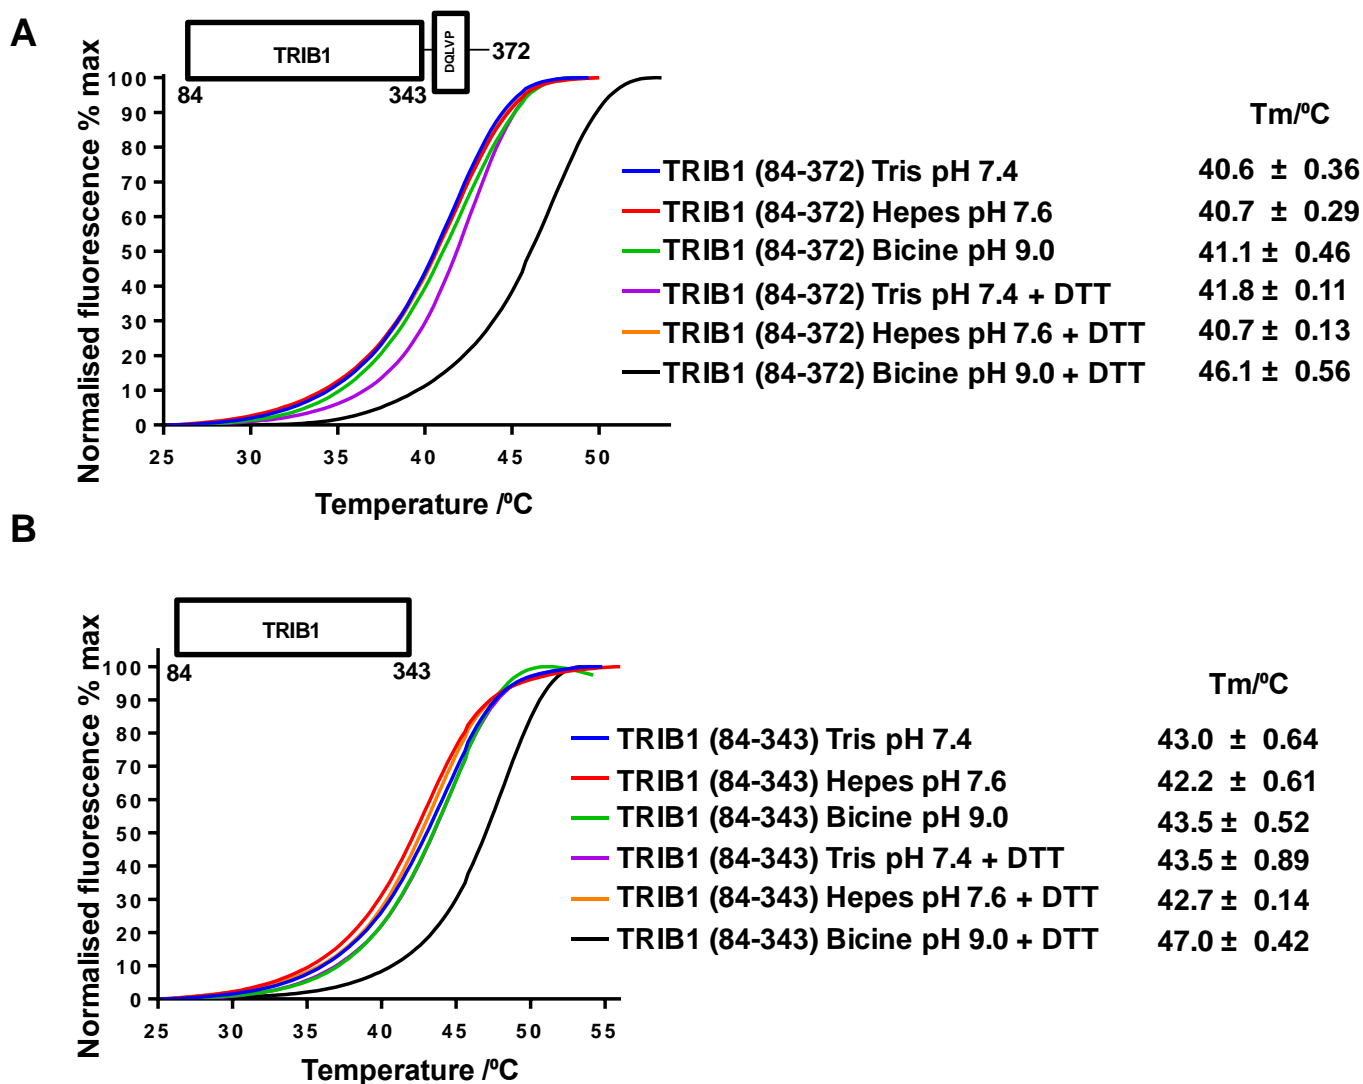 A
TRIB1
DQLVP
372
84
343
Normalised fluorescence % max
100
90
80
70
60
50
40
30
20
10
0
25 30 35 40 45 50
Temperature /ºC
Tm/ºC
TRIB1 (84-372) Tris pH 7.4 40.6 ± 0.36
TRIB1 (84-372) Hepes pH 7.6 40.7 ± 0.29
TRIB1 (84-372) Bicine pH 9.0 41.1 ± 0.46
TRIB1 (84-372) Tris pH 7.4 + DTT 41.8 ± 0.11
TRIB1 (84-372) Hepes pH 7.6 + DTT 40.7 ± 0.13
TRIB1 (84-372) Bicine pH 9.0 + DTT 46.1 ± 0.56
B
TRIB1
84
343
Normalised fluorescence % max
100
90
80
70
60
50
40
30
20
10
0
25 30 35 40 45 50 55
Temperature /ºC
Tm/ºC
TRIB1 (84-343) Tris pH 7.4 43.0 ± 0.64
TRIB1 (84-343) Hepes pH 7.6 42.2 ± 0.61
TRIB1 (84-343) Bicine pH 9.0 43.5 ± 0.52
TRIB1 (84-343) Tris pH 7.4 + DTT 43.5 ± 0.89
TRIB1 (84-343) Hepes pH 7.6 + DTT 42.7 ± 0.14
TRIB1 (84-343) Bicine pH 9.0 + DTT 47.0 ± 0.42